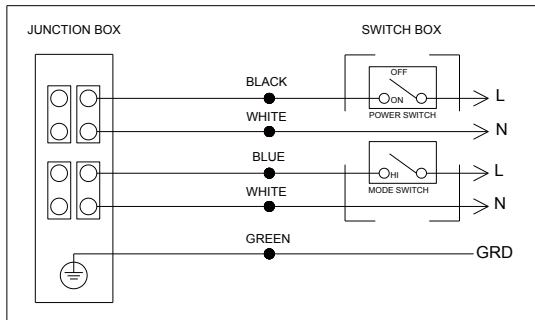 JUNCTION BOX
SWITCH BOX
OFF
BLACK
ON
L
POWER SWITCH
WHITE
N
BLUE
HI
L
MODE SWITCH
WHITE
N
GREEN
GRD